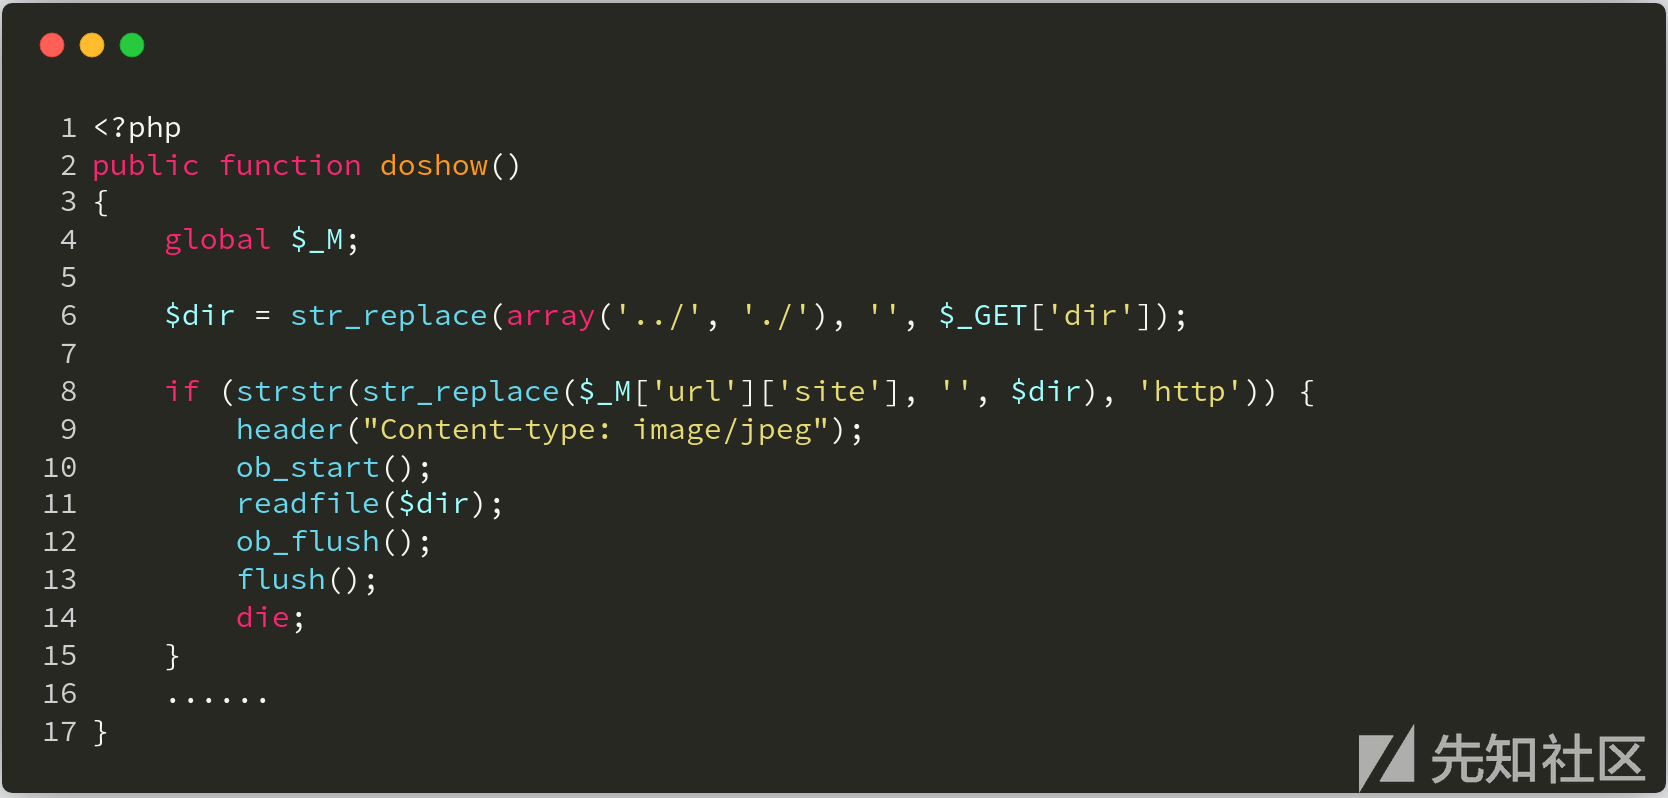 1 <?php
2 public function doshow()
3 {
4     global $_M;
5
6     $dir = str_replace(array('../', './'), '', $_GET['dir']);
7
8     if (strstr(str_replace($_M['url']['site'], '', $dir), 'http')) {
9         header("Content-type: image/jpeg");
10         ob_start();
11         readfile($dir);
12         ob_flush();
13         flush();
14         die;
15     }
16     ......
17 }
先知社区